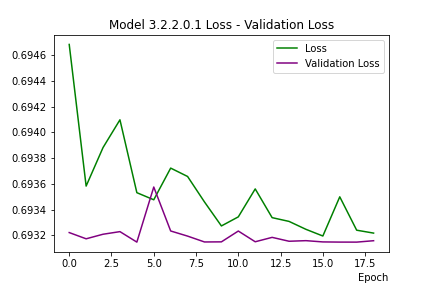 Model 3.2.2.0.1 Loss - Validation Loss
Loss
Validation Loss
0.6946
0.6944
0.6942
0.6940
0.6938
0.6936
0.6934
0.6932
0.0 2.5 5.0 7.5 10.0 12.5 15.0 17.5
Epoch